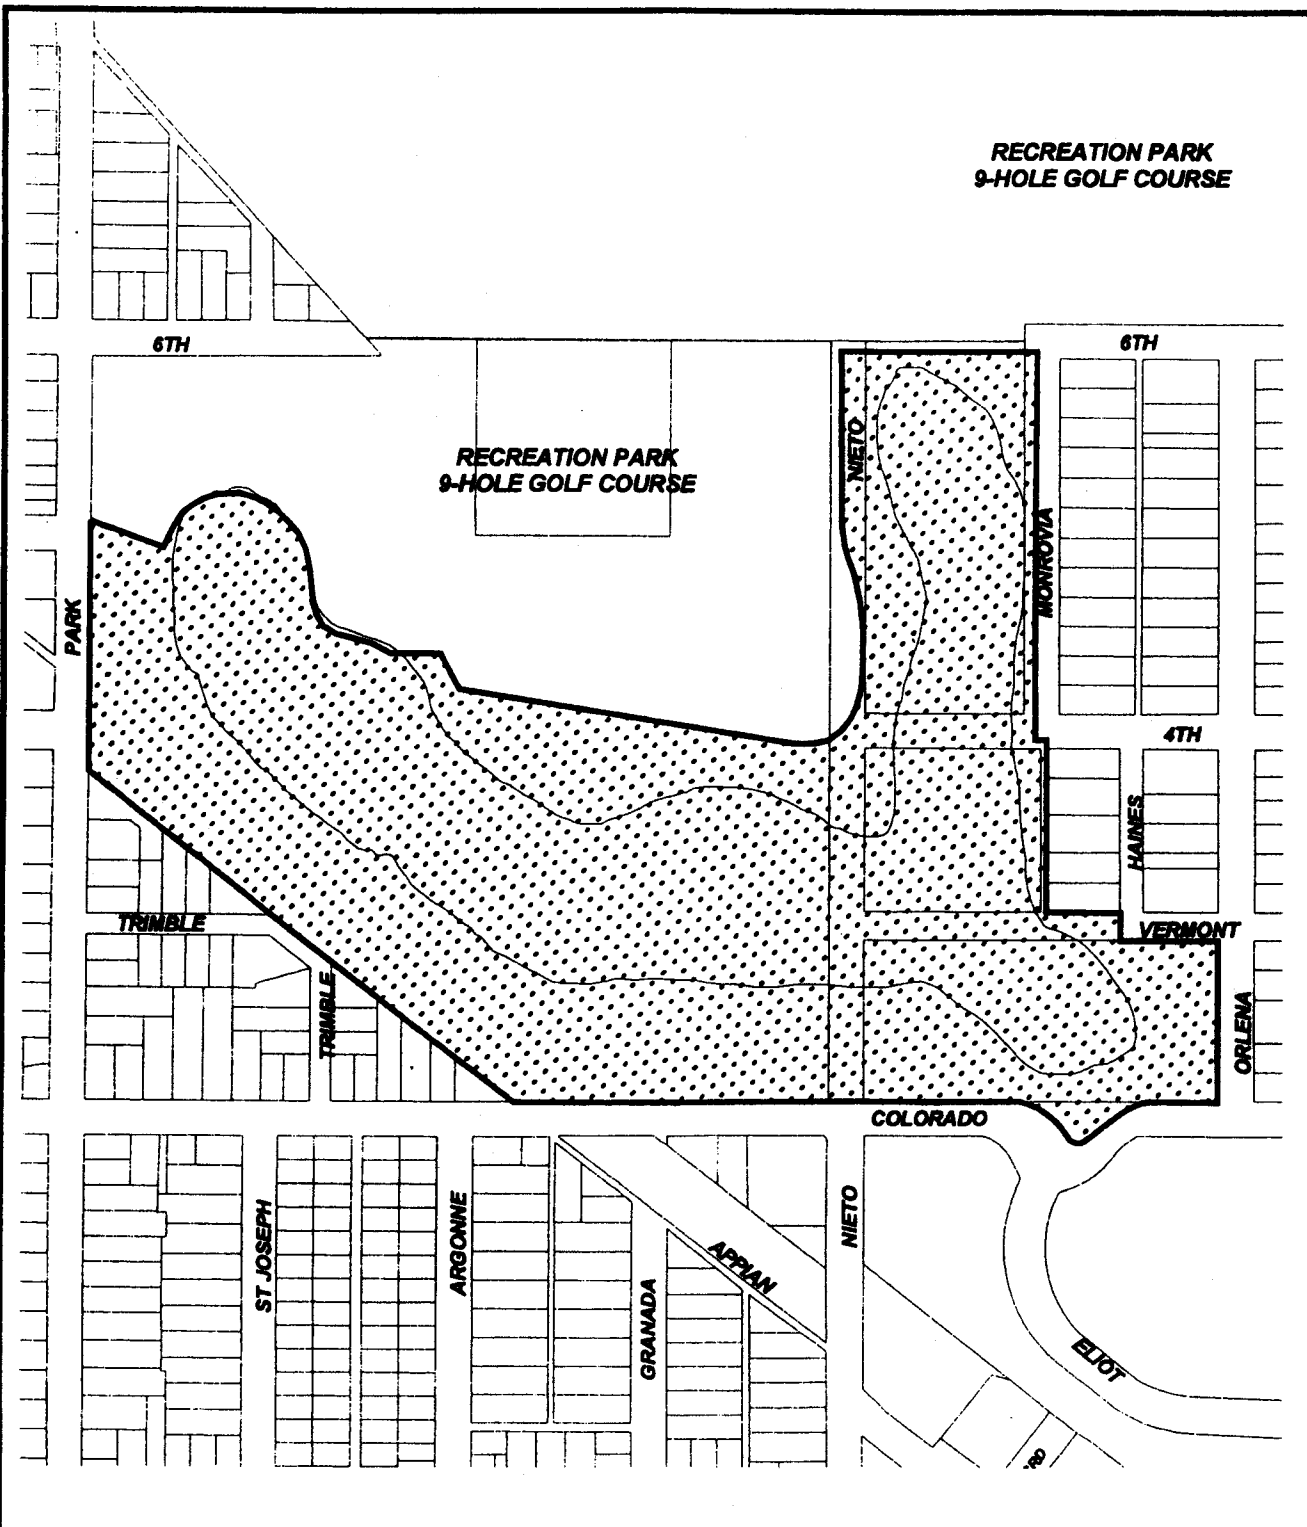 RECREATION PARK
9-HOLE GOLF COURSE
6TH
6TH
RECREATION PARK
9-HOLE GOLF COURSE
NIETO
MONROVIA
PARK
4TH
HAINES
TRIMBLE
VERMONT
TRIMBLE
ORLENA
COLORADO
ST JOSEPH
ARGONNE
NIETO
APPIAN
GRANADA
ELIOT